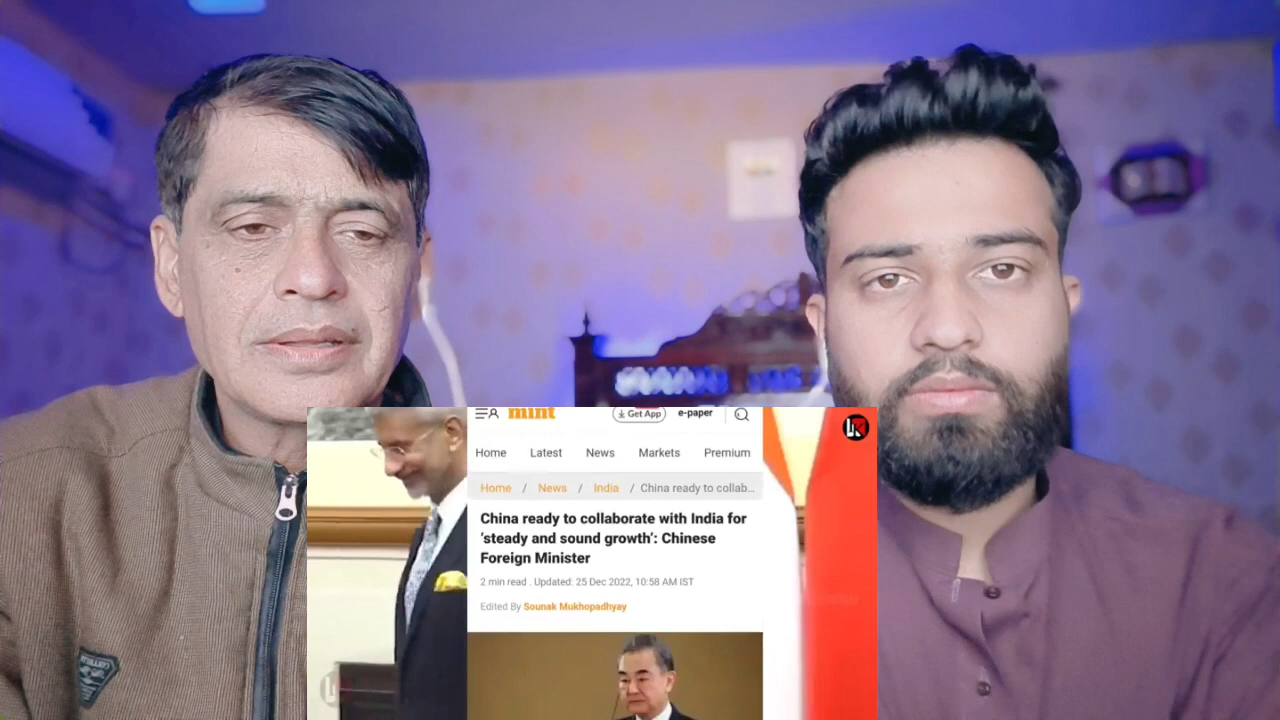 mint
Get App
e-paper
Home
Latest
News
Markets
Premium
Home / News / India / China ready to collab...
China ready to collaborate with India for
'steady and sound growth': Chinese
Foreign Minister
2 min read . Updated: 25 Dec 2022, 10:58 AM IST
Edited By Sounak Mukhopadhyay